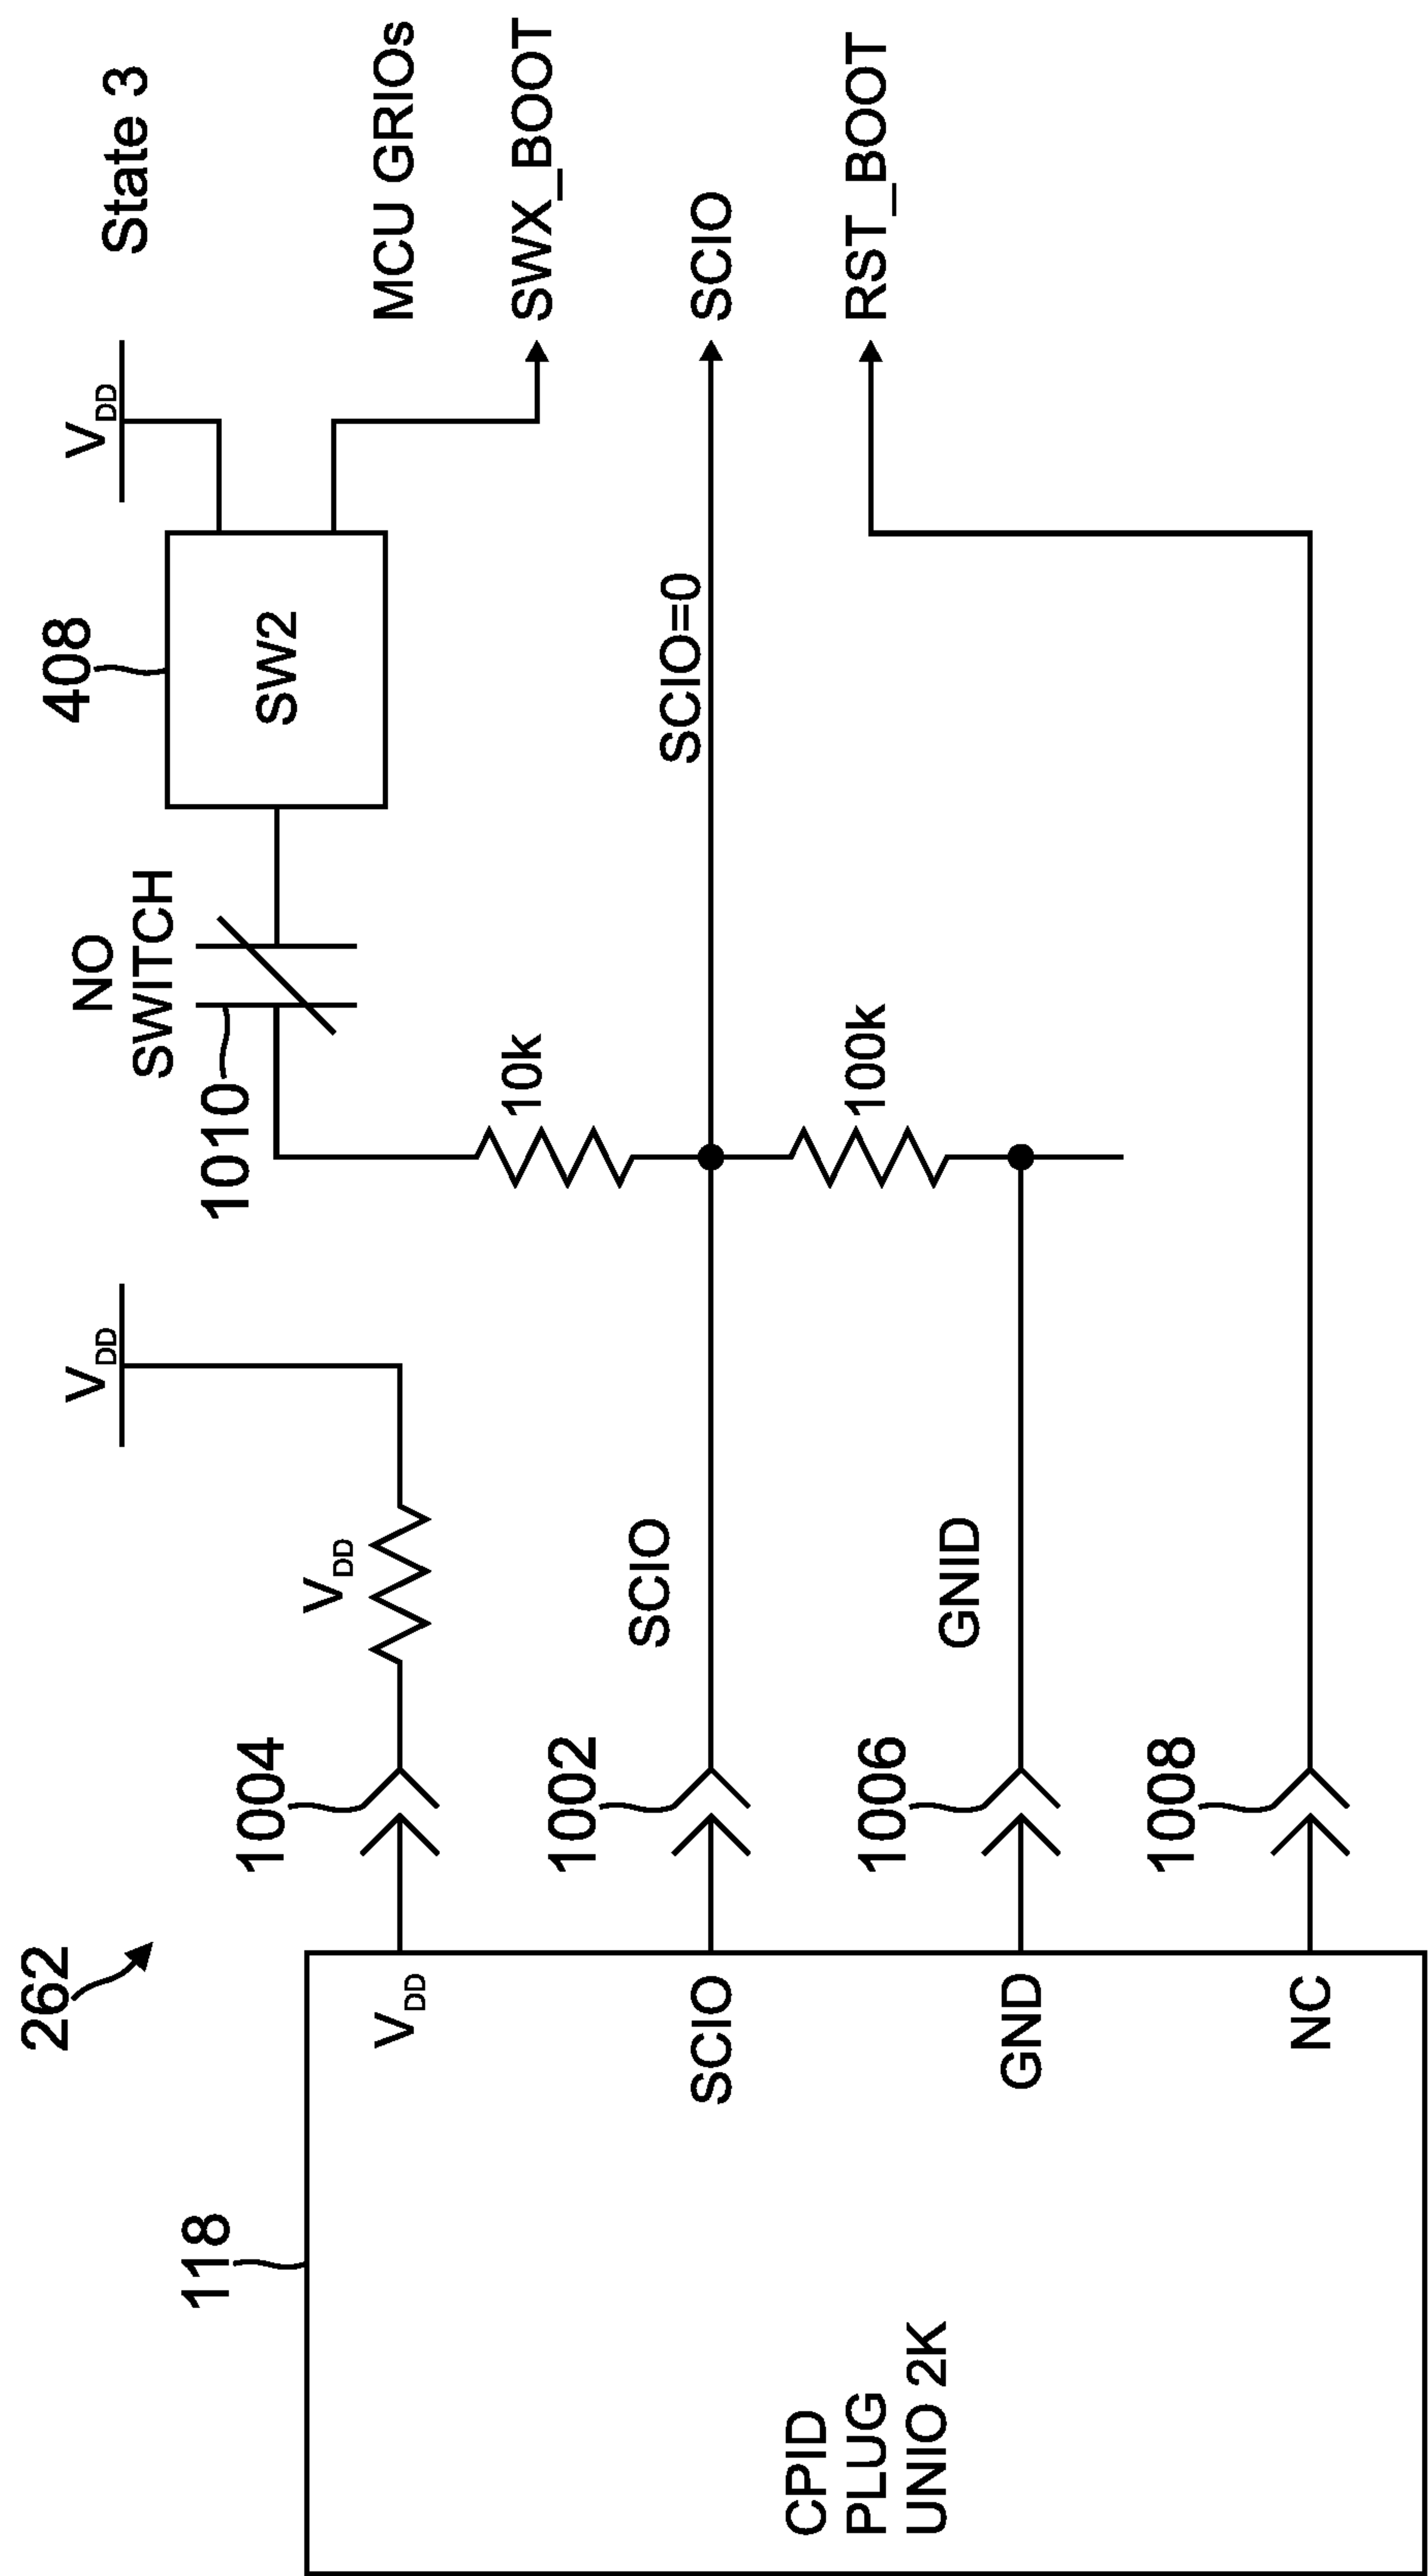 State 3
262
118
CPID
PLUG
UNIO 2K
VDD
SCIO
GND
NC
1004
1002
1006
1008
VDD
VDD
SCIO
GNID
1010
NO
SWITCH
10k
100k
408
SW2
VDD
SCIO=0
MCU GRIOs
SWX_BOOT
SCIO
RST_BOOT